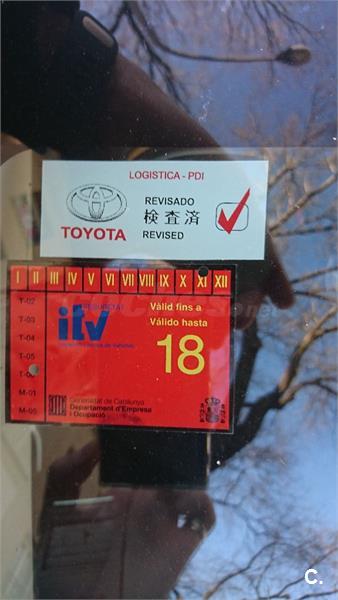 LOGISTICA - PDI
REVISADO
検査済
TOYOTA
REVISED
I II III IV V VI VII VIII IX X XI XII
T-02
T-03
T-04
T-05
M-01
M-05
SEGURETAT
itv
Vàlid fins a
Válido hasta
18
Generalitat de Catalunya
Departament d'Empresa
i Ocupació
C.